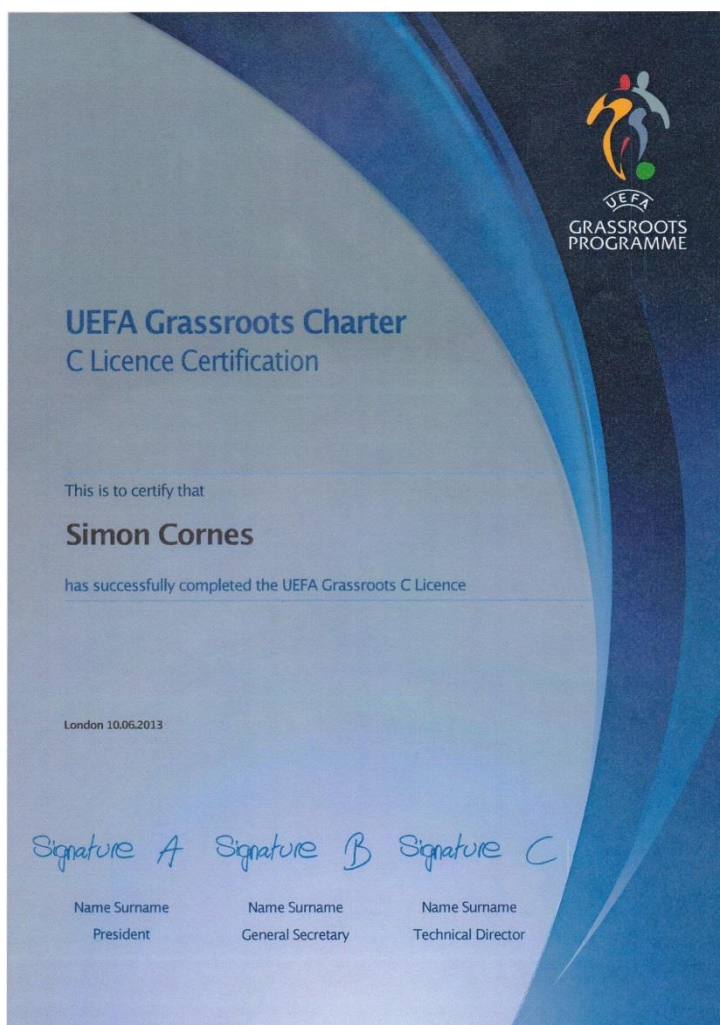 UEFA
GRASSROOTS
PROGRAMME
UEFA Grassroots Charter
C Licence Certification
This is to certify that
Simon Cornes
has successfully completed the UEFA Grassroots C Licence
London 10.06.2013
Signature A Signature B Signature C
Name Surname Name Surname Name Surname
President General Secretary Technical Director